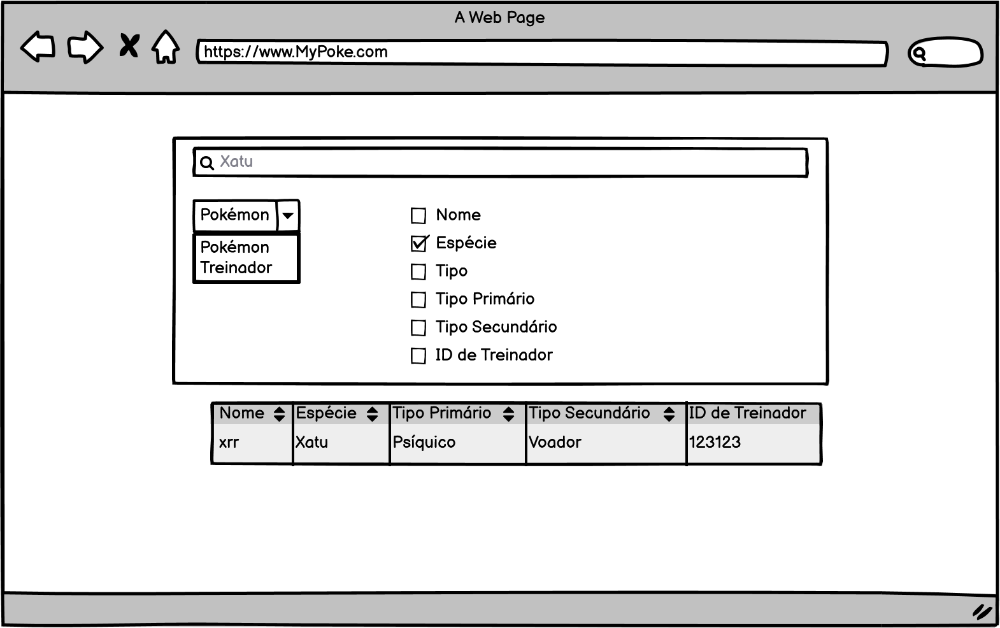 A Web Page
https://www.MyPoke.com
Xatu
Pokémon
Pokémon
Treinador
Nome
Espécie
Tipo
Tipo Primário
Tipo Secundário
ID de Treinador
Nome Espécie Tipo Primário Tipo Secundário ID de Treinador
xrr Xatu Psíquico Voador 123123